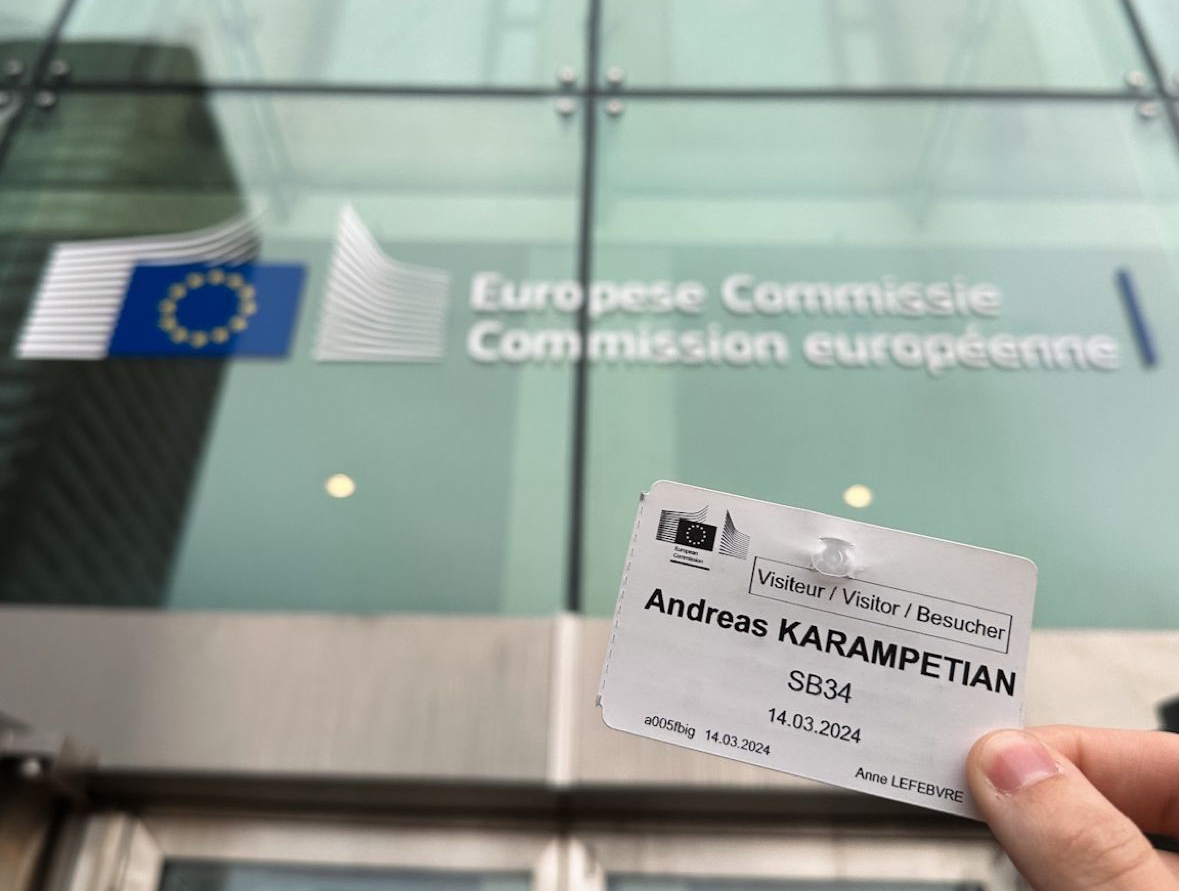 Europese Commissie
Commission européenne
European
Commission
Visiteur / Visitor / Besucher
Andreas KARAMPETIAN
SB34
14.03.2024
a005fbig 14.03.2024
Anne LEFEBVRE